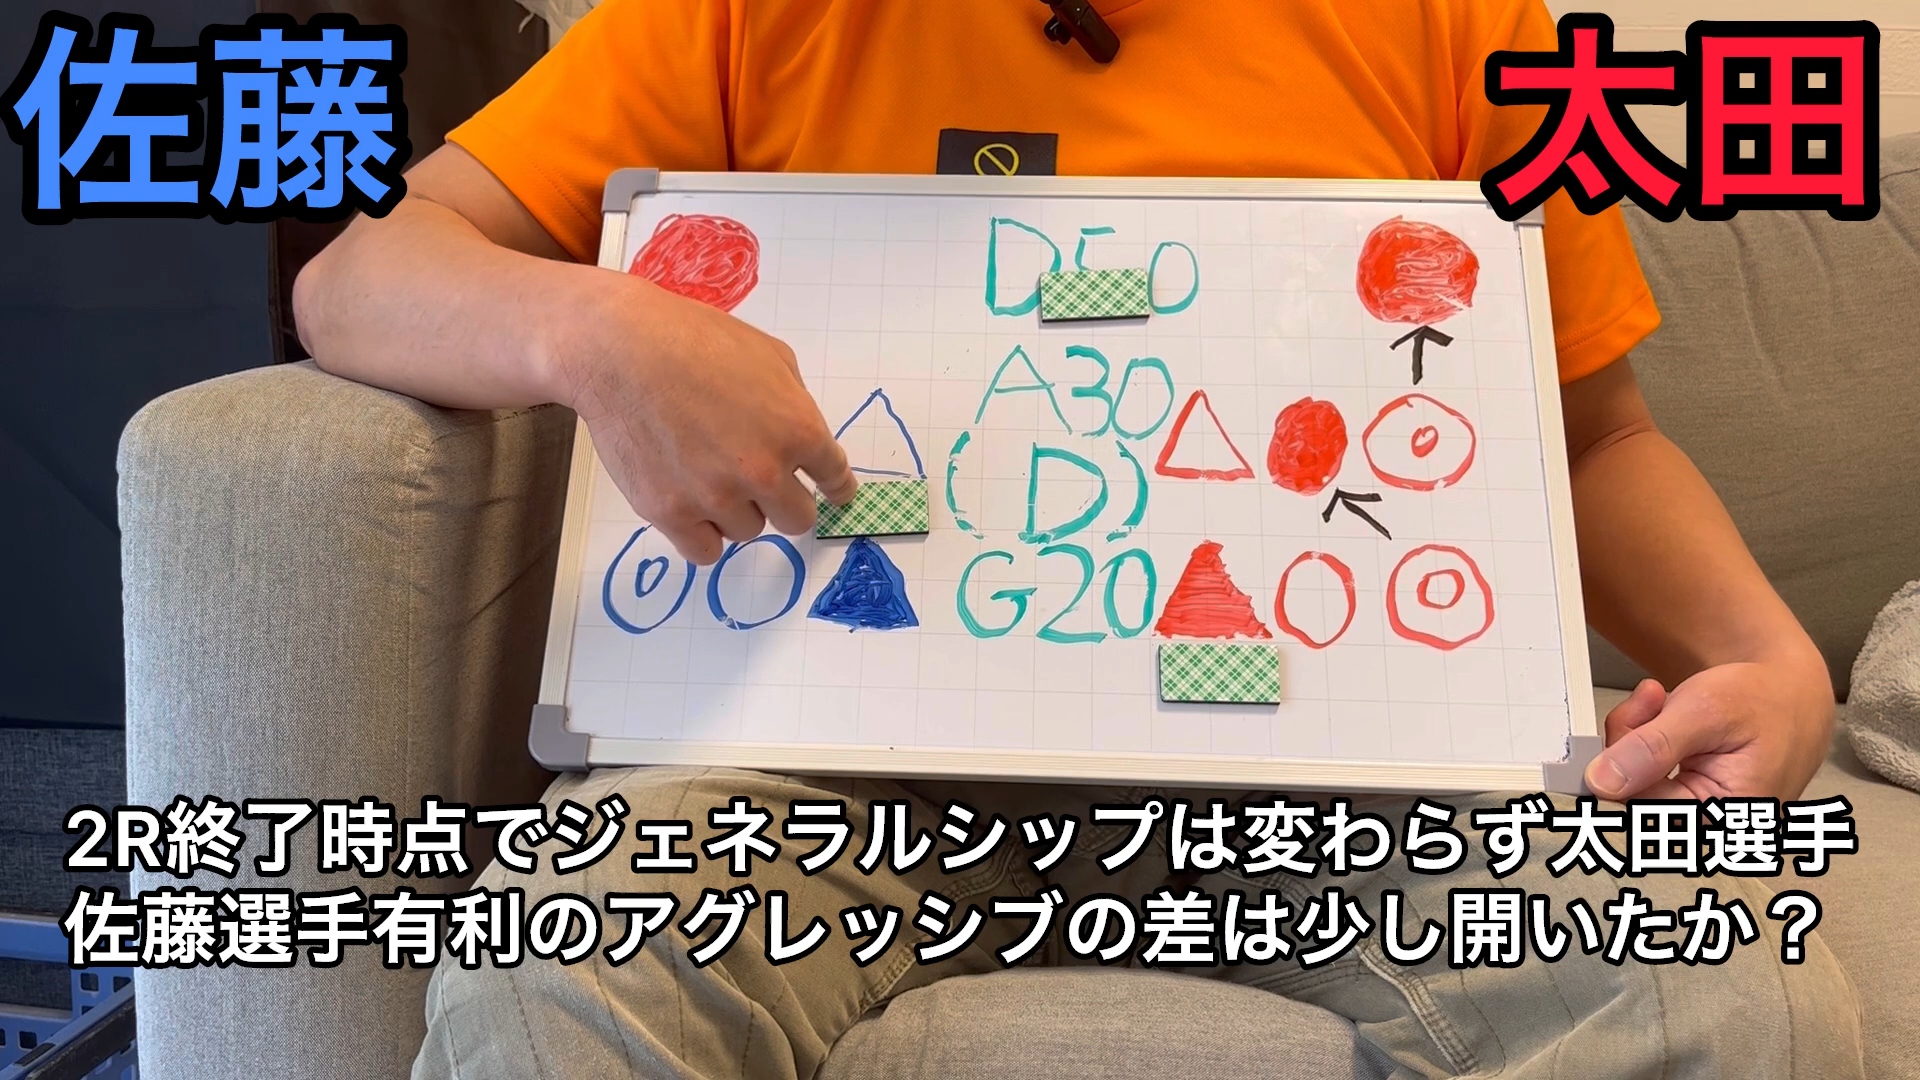 佐藤
太田
D50
A30
(D)
G20
2R終了時点でジェネラルシップは変わらず太田選手
佐藤選手有利のアグレッシブの差は少し開いたか？